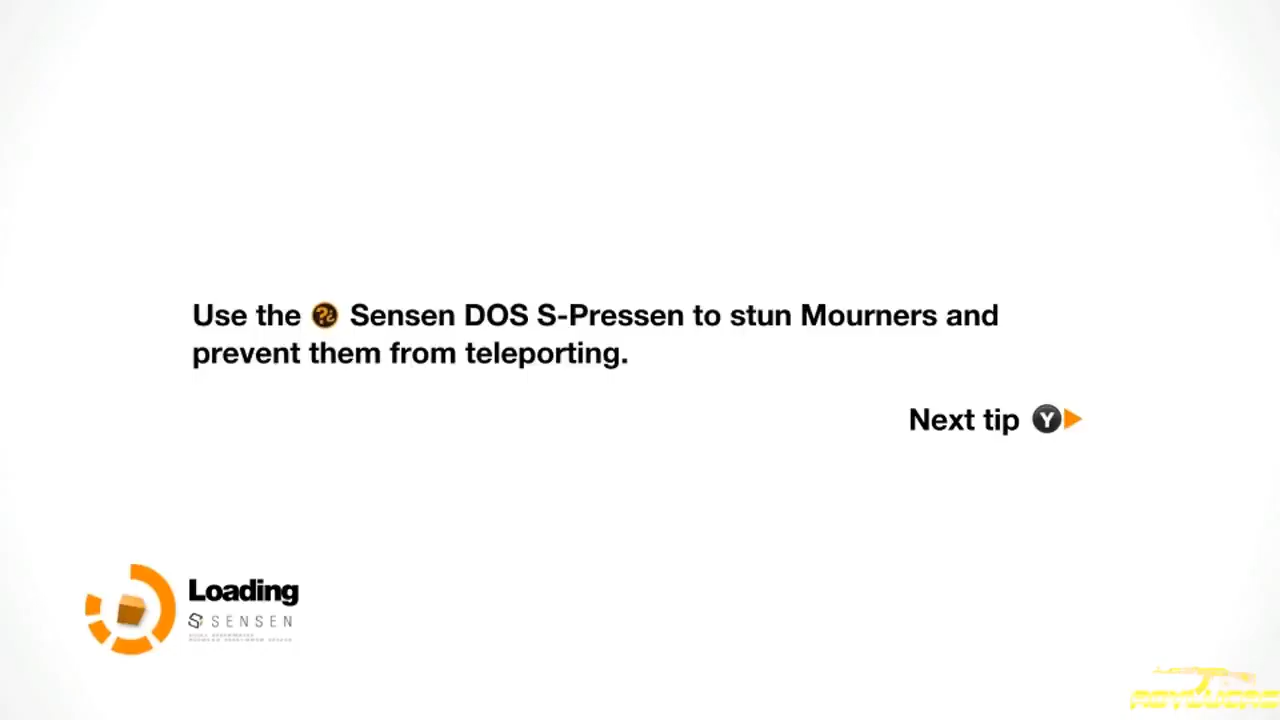 Use the Sensen DOS S-Pressen to stun Mourners and
prevent them from teleporting.
Next tip Y
Loading
SENSEN